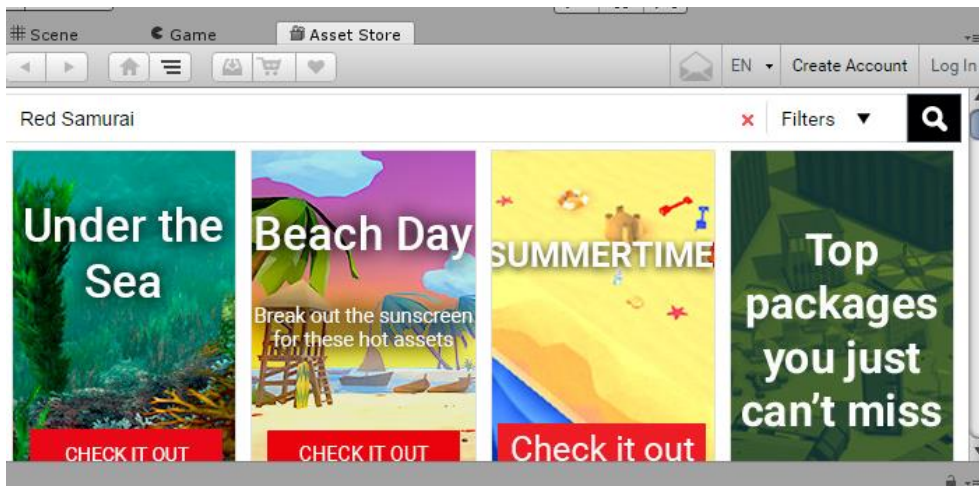 Scene Game Asset Store
EN Create Account Log In
Red Samurai
Filters
Under the
Sea
CHECK IT OUT
Beach Day
Break out the sunscreen
for these hot assets
CHECK IT OUT
SUMMERTIME
Check it out
Top
packages
you just
can't miss